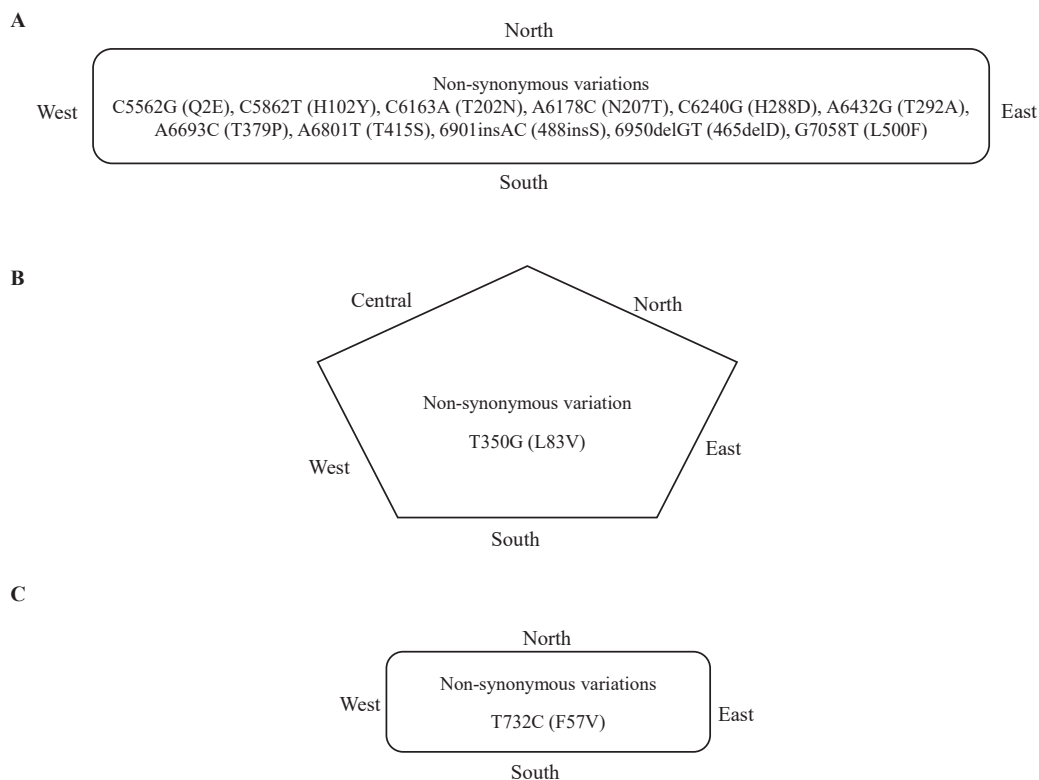 A
North
Non-synonymous variations
West
C5562G (Q2E), C5862T (H102Y), C6163A (T202N), A6178C (N207T), C6240G (H288D), A6432G (T292A),
East
A6693C (T379P), A6801T (T415S), 6901insAC (488insS), 6950delGT (465delD), G7058T (L500F)
South
B
Central
North
Non-synonymous variation
T350G (L83V)
West
East
South
C
North
Non-synonymous variations
West
T732C (F57V)
East
South